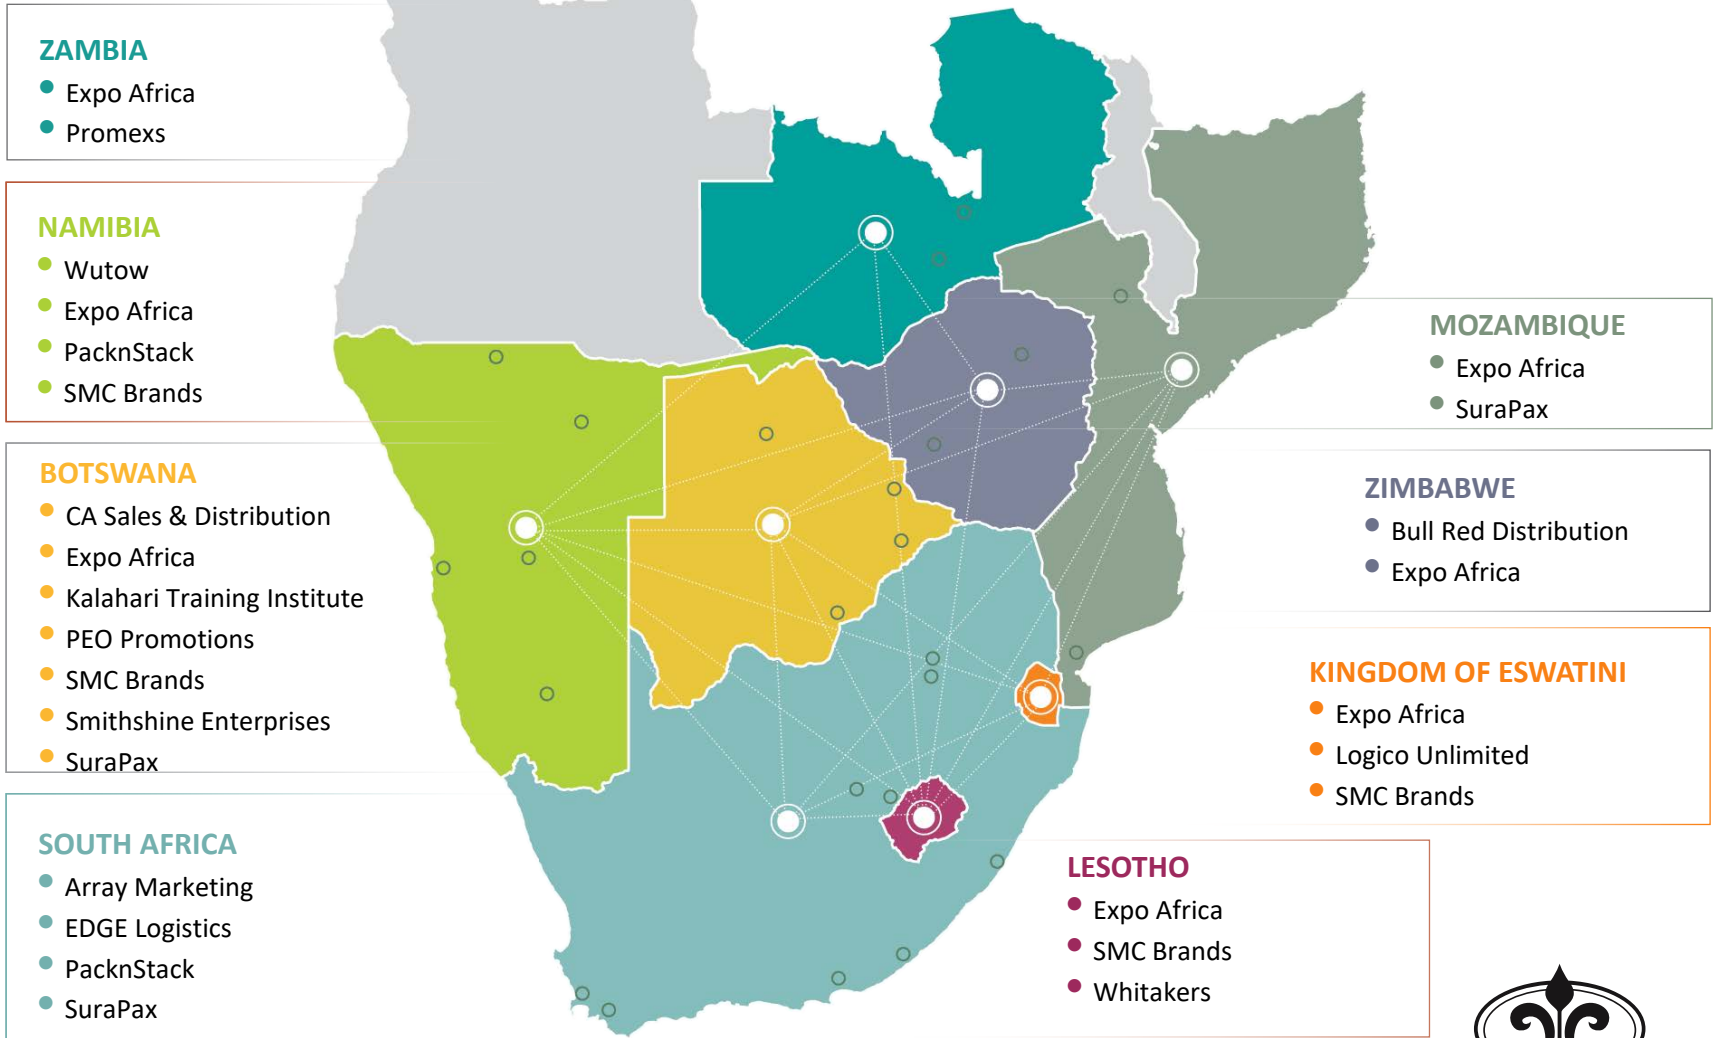 ZAMBIA
Expo Africa
Promexs
NAMIBIA
Wutow
Expo Africa
PacknStack
SMC Brands
BOTSWANA
CA Sales & Distribution
Expo Africa
Kalahari Training Institute
PEO Promotions
SMC Brands
Smithshine Enterprises
SuraPax
SOUTH AFRICA
Array Marketing
EDGE Logistics
PacknStack
SuraPax
MOZAMBIQUE
Expo Africa
SuraPax
ZIMBABWE
Bull Red Distribution
Expo Africa
KINGDOM OF ESWATINI
Expo Africa
Logico Unlimited
SMC Brands
LESOTHO
Expo Africa
SMC Brands
Whitakers